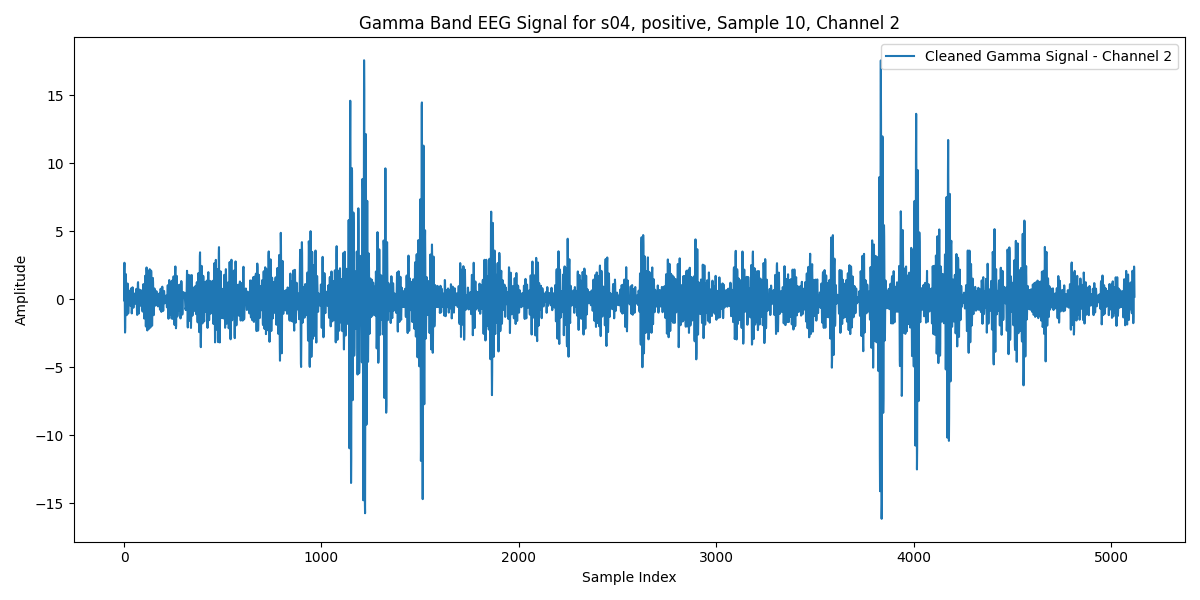 Gamma Band EEG Signal for s04, positive, Sample 10, Channel 2
Cleaned Gamma Signal - Channel 2
Amplitude
15
10
5
0
−5
−10
−15
0 1000 2000 3000 4000 5000
Sample Index